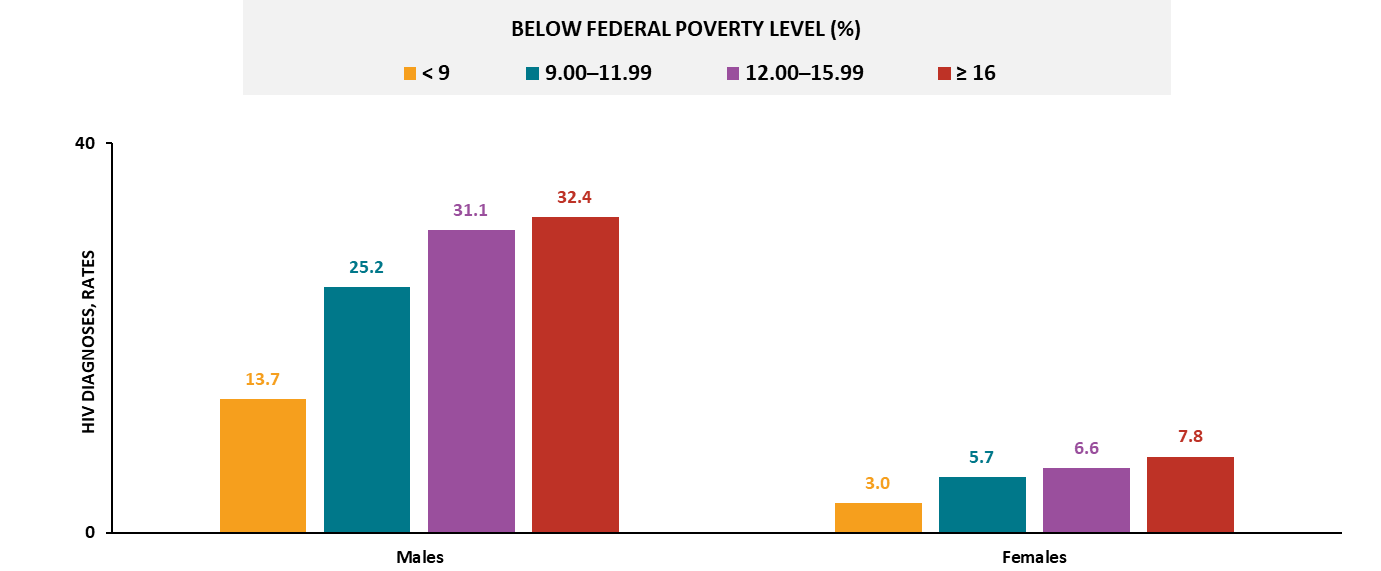 BELOW FEDERAL POVERTY LEVEL (%)
< 9 9.00–11.99 12.00–15.99 ≥ 16
40
HIV DIAGNOSES, RATES
0
13.7
25.2
31.1
32.4
3.0
5.7
6.6
7.8
Males
Females